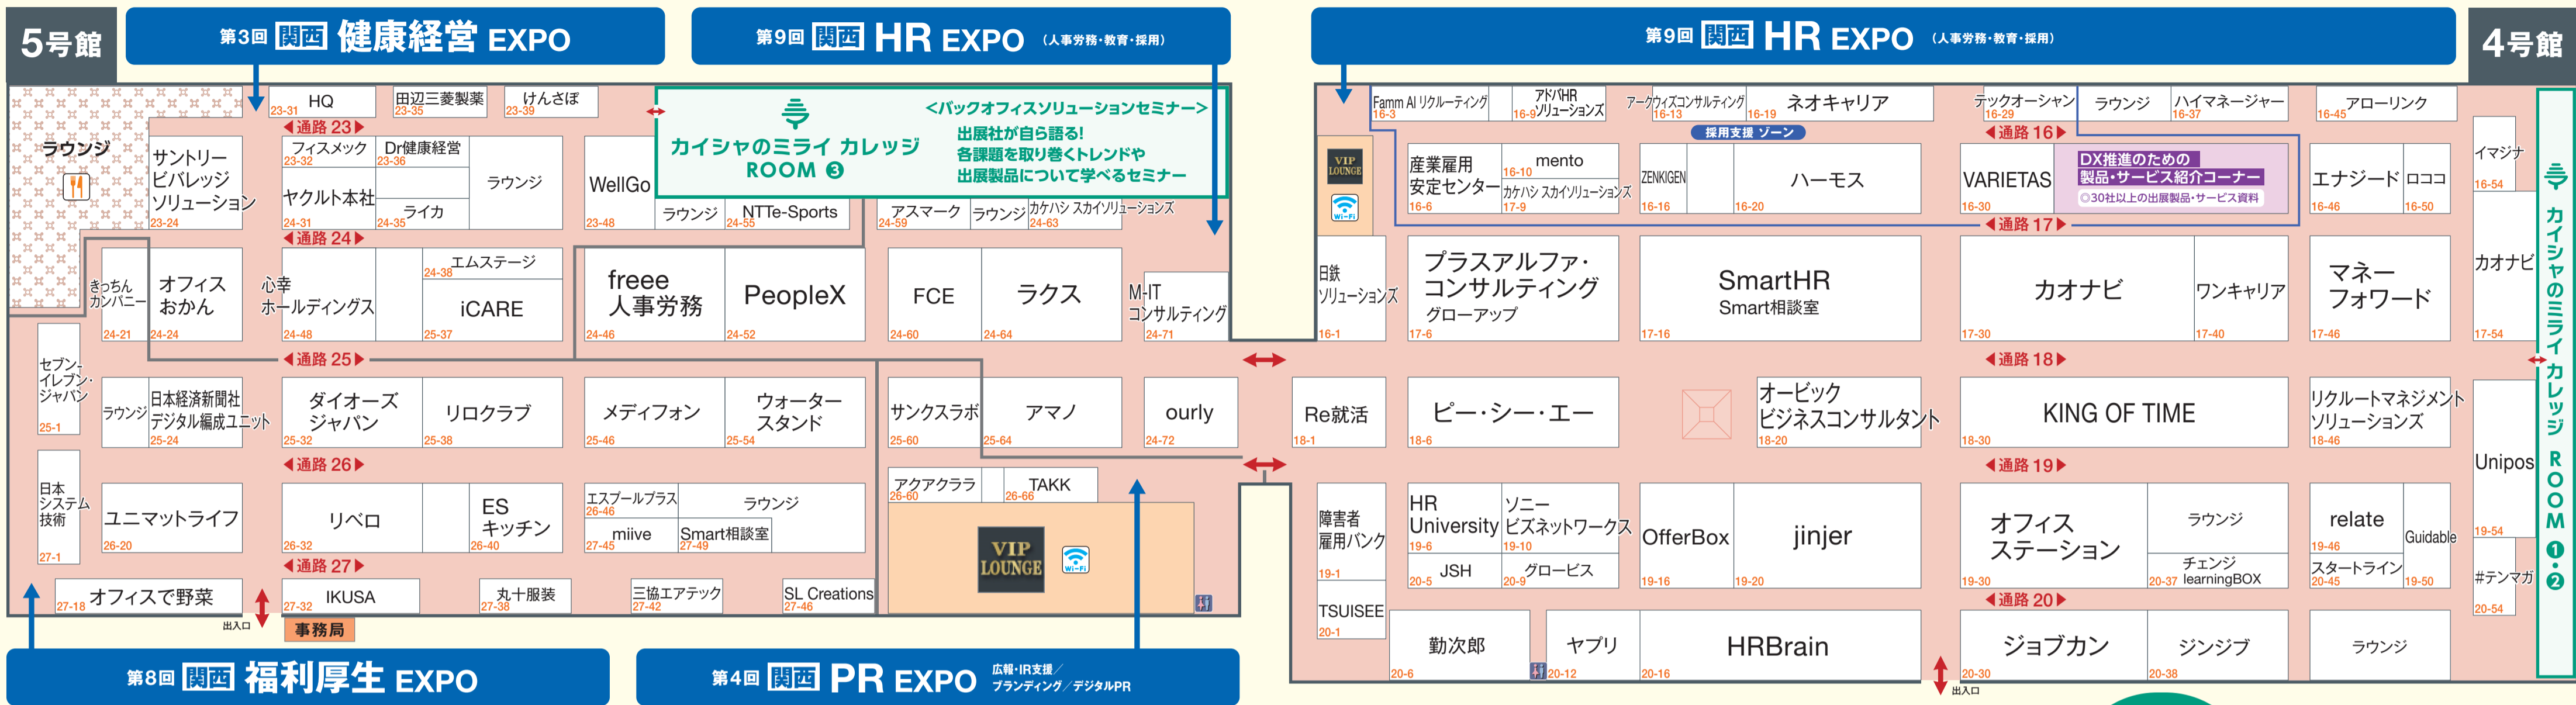 5号館
第3回 関西 健康経営 EXPO
第9回 関西 HR EXPO (人事労務・教育・採用)
第9回 関西 HR EXPO (人事労務・教育・採用)
4号館
ラウンジ
HQ
23-31
田辺三菱製薬
23-35
けんさぽ
23-39
通路 23
サントリー
ビバレッジ
ソリューション
23-24
フィスメック
23-32
Dr健康経営
23-36
ヤクルト本社
24-31
ライカ
24-35
ラウンジ
WellGo
23-48
カイシャのミライ カレッジ
ROOM ❸
<バックオフィスソリューションセミナー>
出展社が自ら語る!
各課題を取り巻くトレンドや
出展製品について学べるセミナー
ラウンジ
NTTe-Sports
24-55
アスマーク
24-59
ラウンジ
カケハシ スカイソリューションズ
24-63
通路 24
きっちん
カンパニー
24-21
オフィス
おかん
24-24
心幸
ホールディングス
24-48
エムステージ
24-38
iCARE
25-37
freee
人事労務
24-46
PeopleX
24-52
FCE
24-60
ラクス
24-64
M-IT
コンサルティング
24-71
通路 25
セブン-
イレブン・
ジャパン
25-1
ラウンジ
日本経済新聞社
デジタル編成ユニット
25-24
ダイオーズ
ジャパン
25-32
リロクラブ
25-38
メディフォン
25-46
ウォーター
スタンド
25-54
サンクスラボ
25-60
アマノ
25-64
ourly
24-72
通路 26
日本
システム
技術
27-1
ユニマットライフ
26-20
リベロ
26-32
ES
キッチン
26-40
エスプールプラス
26-46
ラウンジ
miive
27-45
Smart相談室
27-49
アクアクララ
26-60
TAKK
26-66
VIP
LOUNGE
Wi-Fi
通路 27
オフィスで野菜
27-18
IKUSA
27-32
丸十服装
27-38
三協エアテック
27-42
SL Creations
27-46
出入口
事務局
第8回 関西 福利厚生 EXPO
第4回 関西 PR EXPO 広報・IR支援/
ブランディング/デジタルPR
Famm AI リクルーティング
16-3
アドバHR
ソリューションズ
16-9
アークウィズコンサルティング
16-13
ネオキャリア
16-19
テックオーシャン
16-29
ラウンジ
ハイマネージャー
16-37
アローリンク
16-45
採用支援 ゾーン
通路 16
VIP
LOUNGE
Wi-Fi
産業雇用
安定センター
16-6
mento
16-10
カケハシ スカイソリューションズ
17-9
ZENKIGEN
16-16
ハーモス
16-20
VARIETAS
16-30
DX推進のための
製品・サービス紹介コーナー
◎30社以上の出展製品・サービス資料
エナジード
16-46
ロココ
16-50
イマジナ
16-54
通路 17
日鉄
ソリューションズ
16-1
プラスアルファ・
コンサルティング
グローアップ
17-6
SmartHR
Smart相談室
17-16
カオナビ
17-30
ワンキャリア
17-40
マネー
フォワード
17-46
カオナビ
17-54
通路 18
Re就活
18-1
ピー・シー・エー
18-6
オービック
ビジネスコンサルタント
18-20
KING OF TIME
18-30
リクルートマネジメント
ソリューションズ
18-46
Unipos
19-54
通路 19
障害者
雇用バンク
19-1
HR
University
19-6
ソニー
ビズネットワークス
19-10
JSH
20-5
グロービス
20-9
OfferBox
19-16
jinjer
19-20
オフィス
ステーション
19-30
ラウンジ
チェンジ
learningBOX
20-37
relate
19-46
スタートライン
20-45
Guidable
19-50
#テンマガ
20-54
通路 20
TSUISEE
20-1
勤次郎
20-6
ヤプリ
20-12
HRBrain
20-16
ジョブカン
20-30
ジンジブ
20-38
ラウンジ
出入口
カイシャのミライ カレッジ ROOM ❶・❷